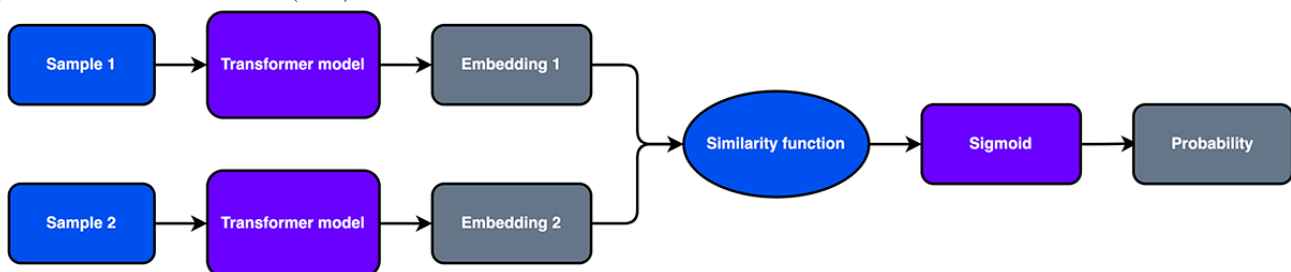 Sample 1
Transformer model
Embedding 1
Similarity function
Sigmoid
Probability
Sample 2
Transformer model
Embedding 2